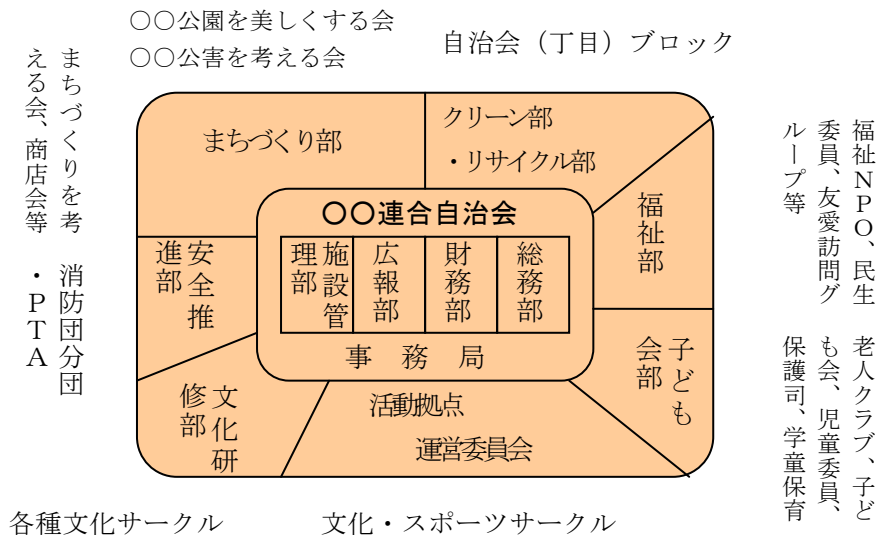 〇〇公園を美しくする会
〇〇公害を考える会
自治会（丁目）ブロック
まちづくりを考
える会、商店会等
消防団分団
・ＰＴＡ
まちづくり部
クリーン部
・リサイクル部
福祉部
子ども
会部
安全推
進部
文化研
修部
〇〇連合自治会
施設管
理部
広報部
財務部
総務部
事 務 局
活動拠点
運営委員会
福祉ＮＰＯ、民生
委員、友愛訪問グ
ループ等
老人クラブ、子ど
も会、児童委員、
保護司、学童保育
各種文化サークル
文化・スポーツサークル